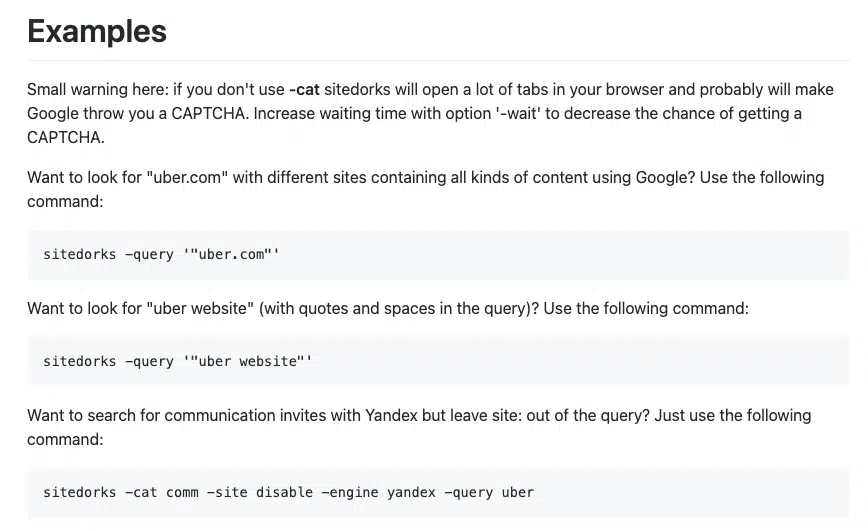 Examples
Small warning here: if you don't use -cat sitedorks will open a lot of tabs in your browser and probably will make
Google throw you a CAPTCHA. Increase waiting time with option '-wait' to decrease the chance of getting a
CAPTCHA.
Want to look for "uber.com" with different sites containing all kinds of content using Google? Use the following
command:
sitedorks -query '"uber.com"'
Want to look for "uber website" (with quotes and spaces in the query)? Use the following command:
sitedorks -query '"uber website"'
Want to search for communication invites with Yandex but leave site: out of the query? Just use the following
command:
sitedorks -cat comm -site disable -engine yandex -query uber